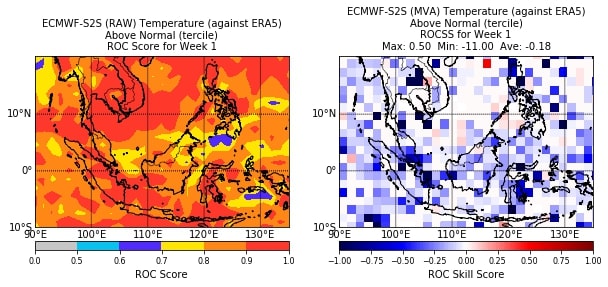 ECMWF-S2S (RAW) Temperature (against ERA5)
Above Normal (tercile)
ROC Score for Week 1
10°N
0°
10°S
90°E 100°E 110°E 120°E 130°E
0.0 0.5 0.6 0.7 0.8 0.9 1.0
ROC Score
ECMWF-S2S (MVA) Temperature (against ERA5)
Above Normal (tercile)
ROCSS for Week 1
Max: 0.50 Min: -11.00 Ave: -0.18
10°N
0°
10°S
90°E 100°E 110°E 120°E 130°E
−1.00 −0.75 −0.50 −0.25 0.00 0.25 0.50 0.75 1.00
ROC Skill Score